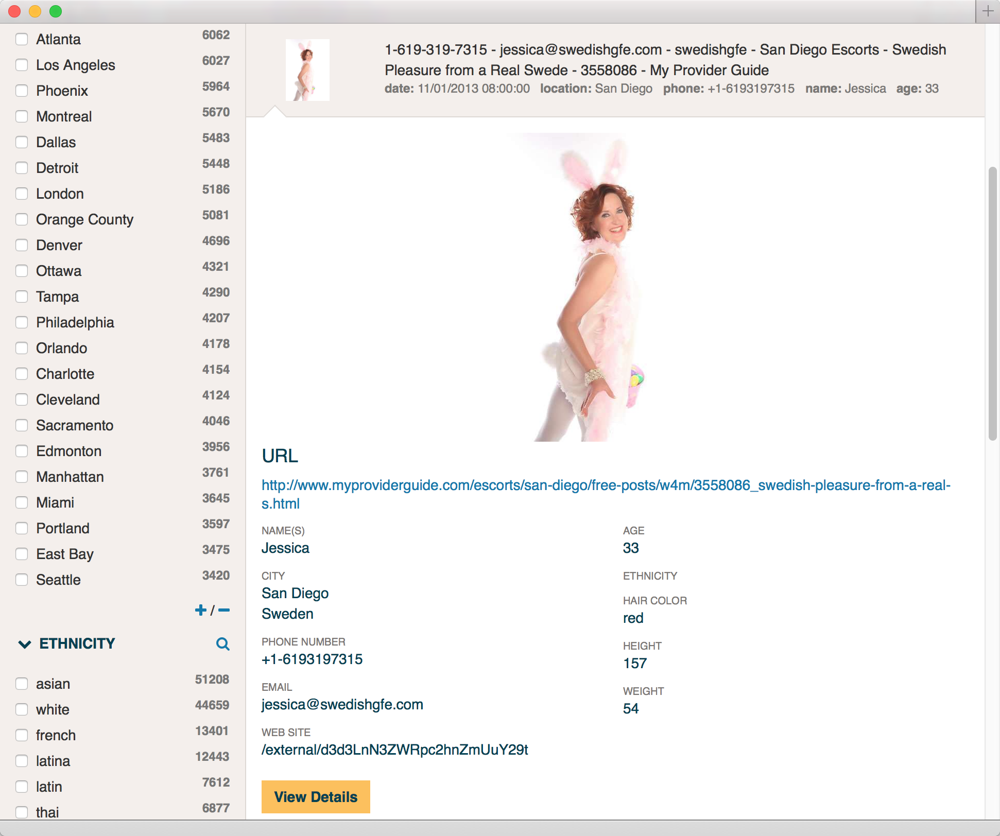 Atlanta 6062
Los Angeles 6027
Phoenix 5964
Montreal 5670
Dallas 5483
Detroit 5448
London 5186
Orange County 5081
Denver 4696
Ottawa 4321
Tampa 4290
Philadelphia 4207
Orlando 4178
Charlotte 4154
Cleveland 4124
Sacramento 4046
Edmonton 3956
Manhattan 3761
Miami 3645
Portland 3597
East Bay 3475
Seattle 3420
+ / −
ETHNICITY
asian 51208
white 44659
french 13401
latina 12443
latin 7612
thai 6877
1-619-319-7315 - jessica@swedishgfe.com - swedishgfe - San Diego Escorts - Swedish
Pleasure from a Real Swede - 3558086 - My Provider Guide
date: 11/01/2013 08:00:00 location: San Diego phone: +1-6193197315 name: Jessica age: 33
URL
http://www.myproviderguide.com/escorts/san-diego/free-posts/w4m/3558086_swedish-pleasure-from-a-real-
s.html
NAME(S)
Jessica
CITY
San Diego
Sweden
PHONE NUMBER
+1-6193197315
EMAIL
jessica@swedishgfe.com
WEB SITE
/external/d3d3LnN3ZWRpc2hnZmUuY29t
AGE
33
ETHNICITY
HAIR COLOR
red
HEIGHT
157
WEIGHT
54
View Details